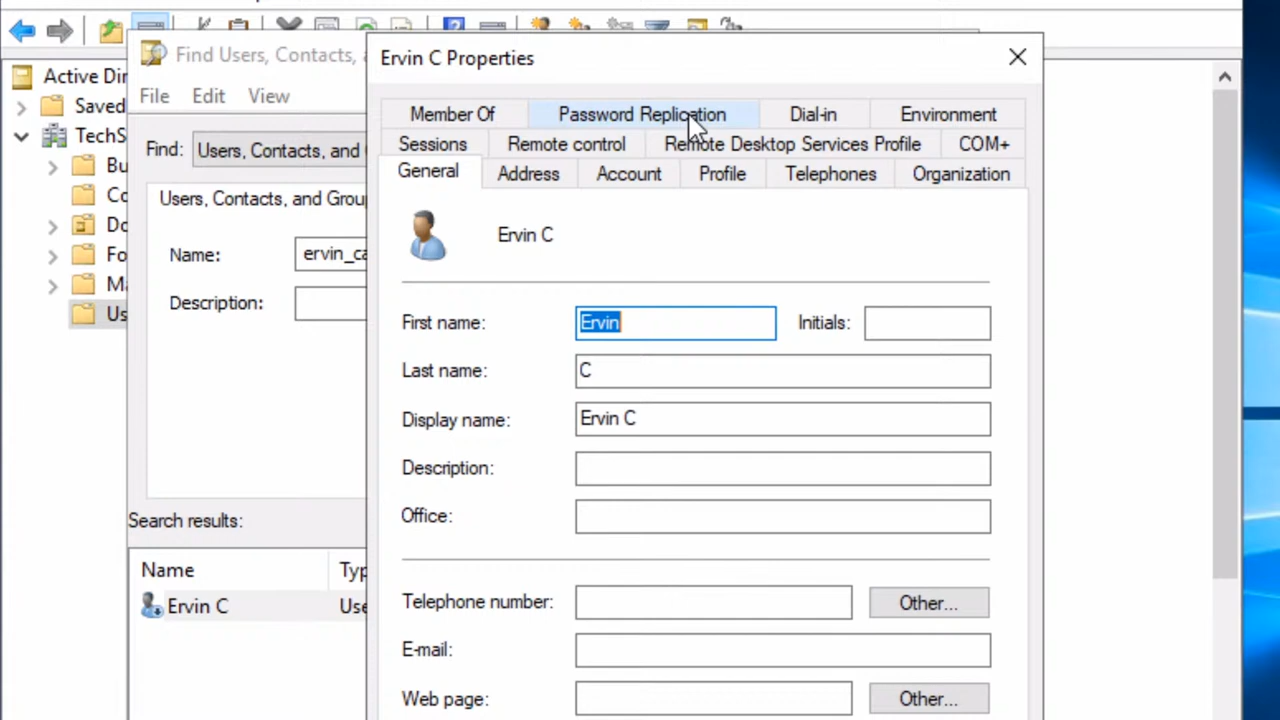 Find Users, Contacts, a
File Edit View
Active Dir
Saved
TechS
Bu
Co
Do
Fo
Ma
Us
Find: Users, Contacts, and
Users, Contacts, and Group
Name: ervin_ca
Description:
Search results:
Name Typ
Ervin C Use
Ervin C Properties
Member Of Password Replication Dial-in Environment
Sessions Remote control Remote Desktop Services Profile COM+
General Address Account Profile Telephones Organization
Ervin C
First name: Ervin Initials:
Last name: C
Display name: Ervin C
Description:
Office:
Telephone number: Other...
E-mail:
Web page: Other...